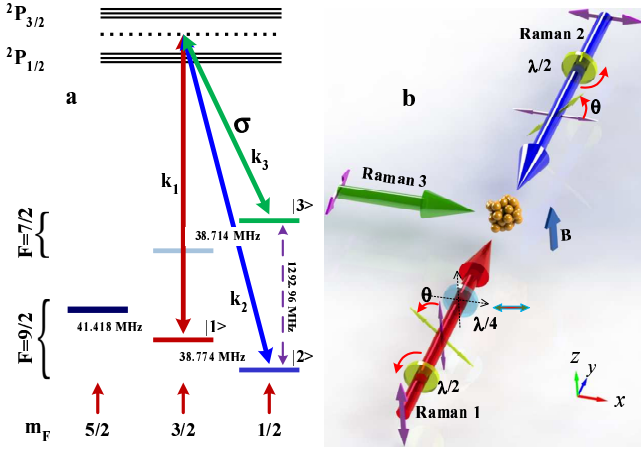 ²P₃/₂
²P₁/₂
a
σ
k₁
k₃
k₂
|3>
F=7/2
38.714 MHz
1292.96 MHz
|1>
F=9/2
41.418 MHz
38.774 MHz
|2>
m_F
5/2
3/2
1/2
b
Raman 2
λ/2
θ
Raman 3
B
θ
λ/4
λ/2
Raman 1
z
y
x